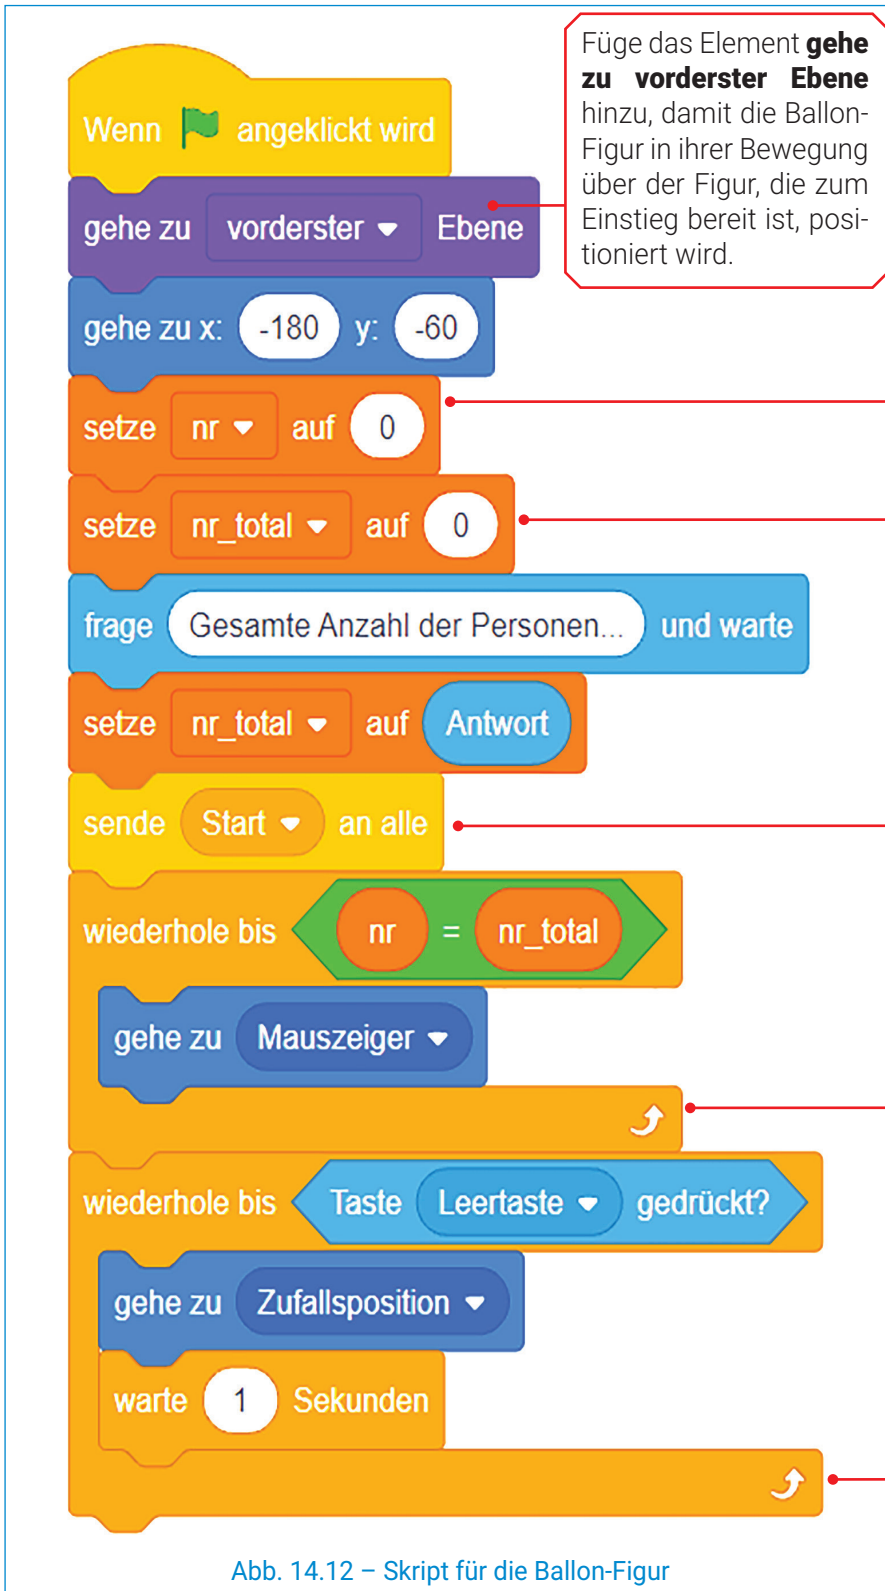 Wenn angeklickt wird
Füge das Element gehe
zu vorderster Ebene
hinzu, damit die Ballon-
Figur in ihrer Bewegung
über der Figur, die zum
Einstieg bereit ist, posi-
tioniert wird.
gehe zu vorderster Ebene
gehe zu x: -180 y: -60
setze nr auf 0
setze nr_total auf 0
frage Gesamte Anzahl der Personen... und warte
setze nr_total auf Antwort
sende Start an alle
wiederhole bis nr = nr_total
gehe zu Mauszeiger
wiederhole bis Taste Leertaste gedrückt?
gehe zu Zufallsposition
warte 1 Sekunden
Abb. 14.12 – Skript für die Ballon-Figur